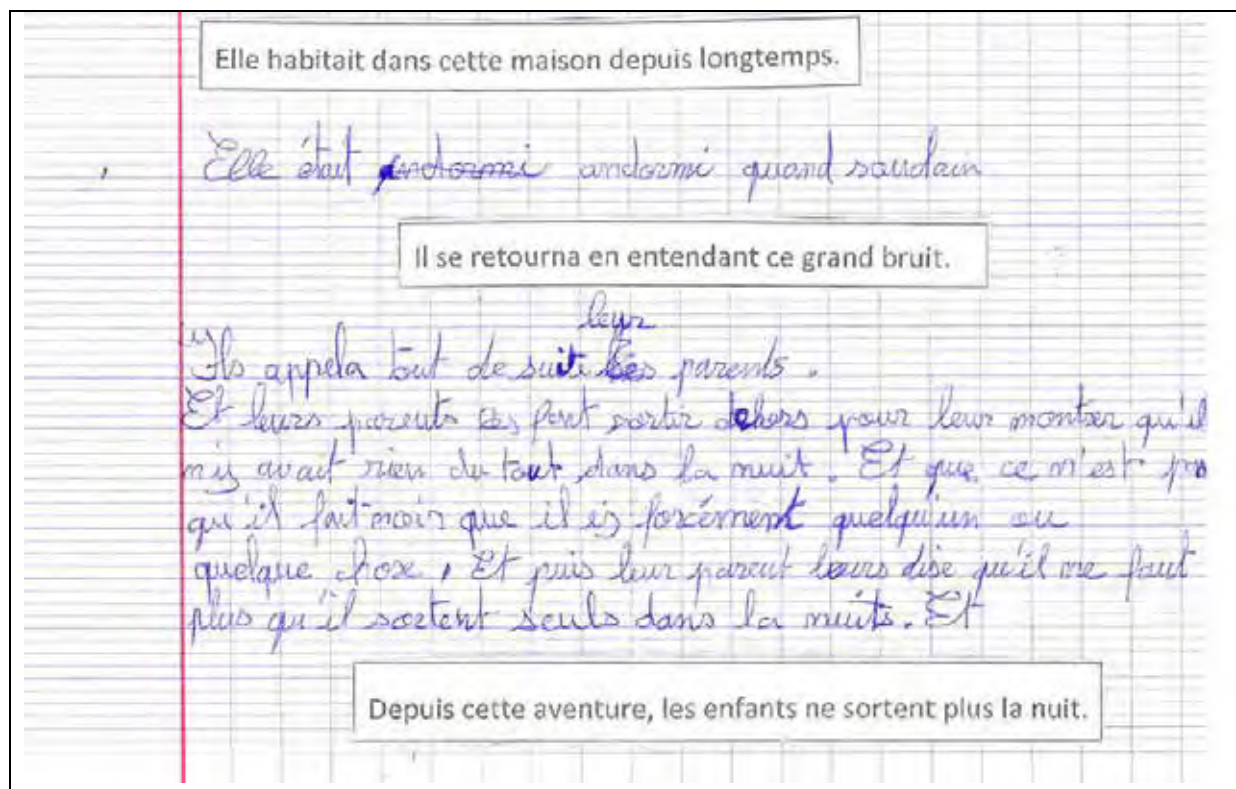 Elle habitait dans cette maison depuis longtemps.
Elle était andormi andormi quand soudain
Il se retourna en entendant ce grand bruit.
leur
Ils appela tout de suite parents.
Et leurs parents les font sortir dehors pour leur montrer qu'il
n'y avait rien du tout dans la nuit. Et que ce n'est pas
qu'il fait noir que il iy forcément quelqu'un ou
quelque chose, Et puis leur parent leurs dise qu'il ne faut
plus qu'il sortent seuls dans la nuits. Et
Depuis cette aventure, les enfants ne sortent plus la nuit.